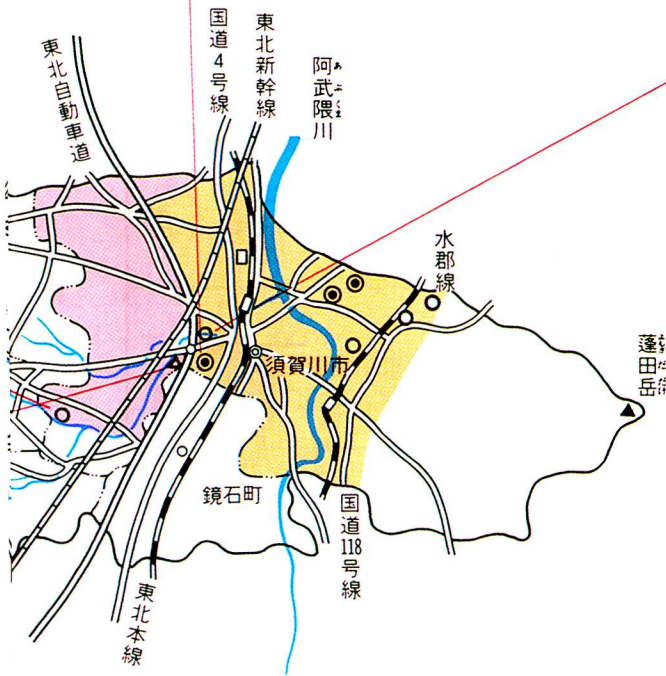 東北自動車道
国道4号線
東北新幹線
阿武隈川
あぶくま
水郡線
蓬田岳
須賀川市
鏡石町
国道118号線
東北本線